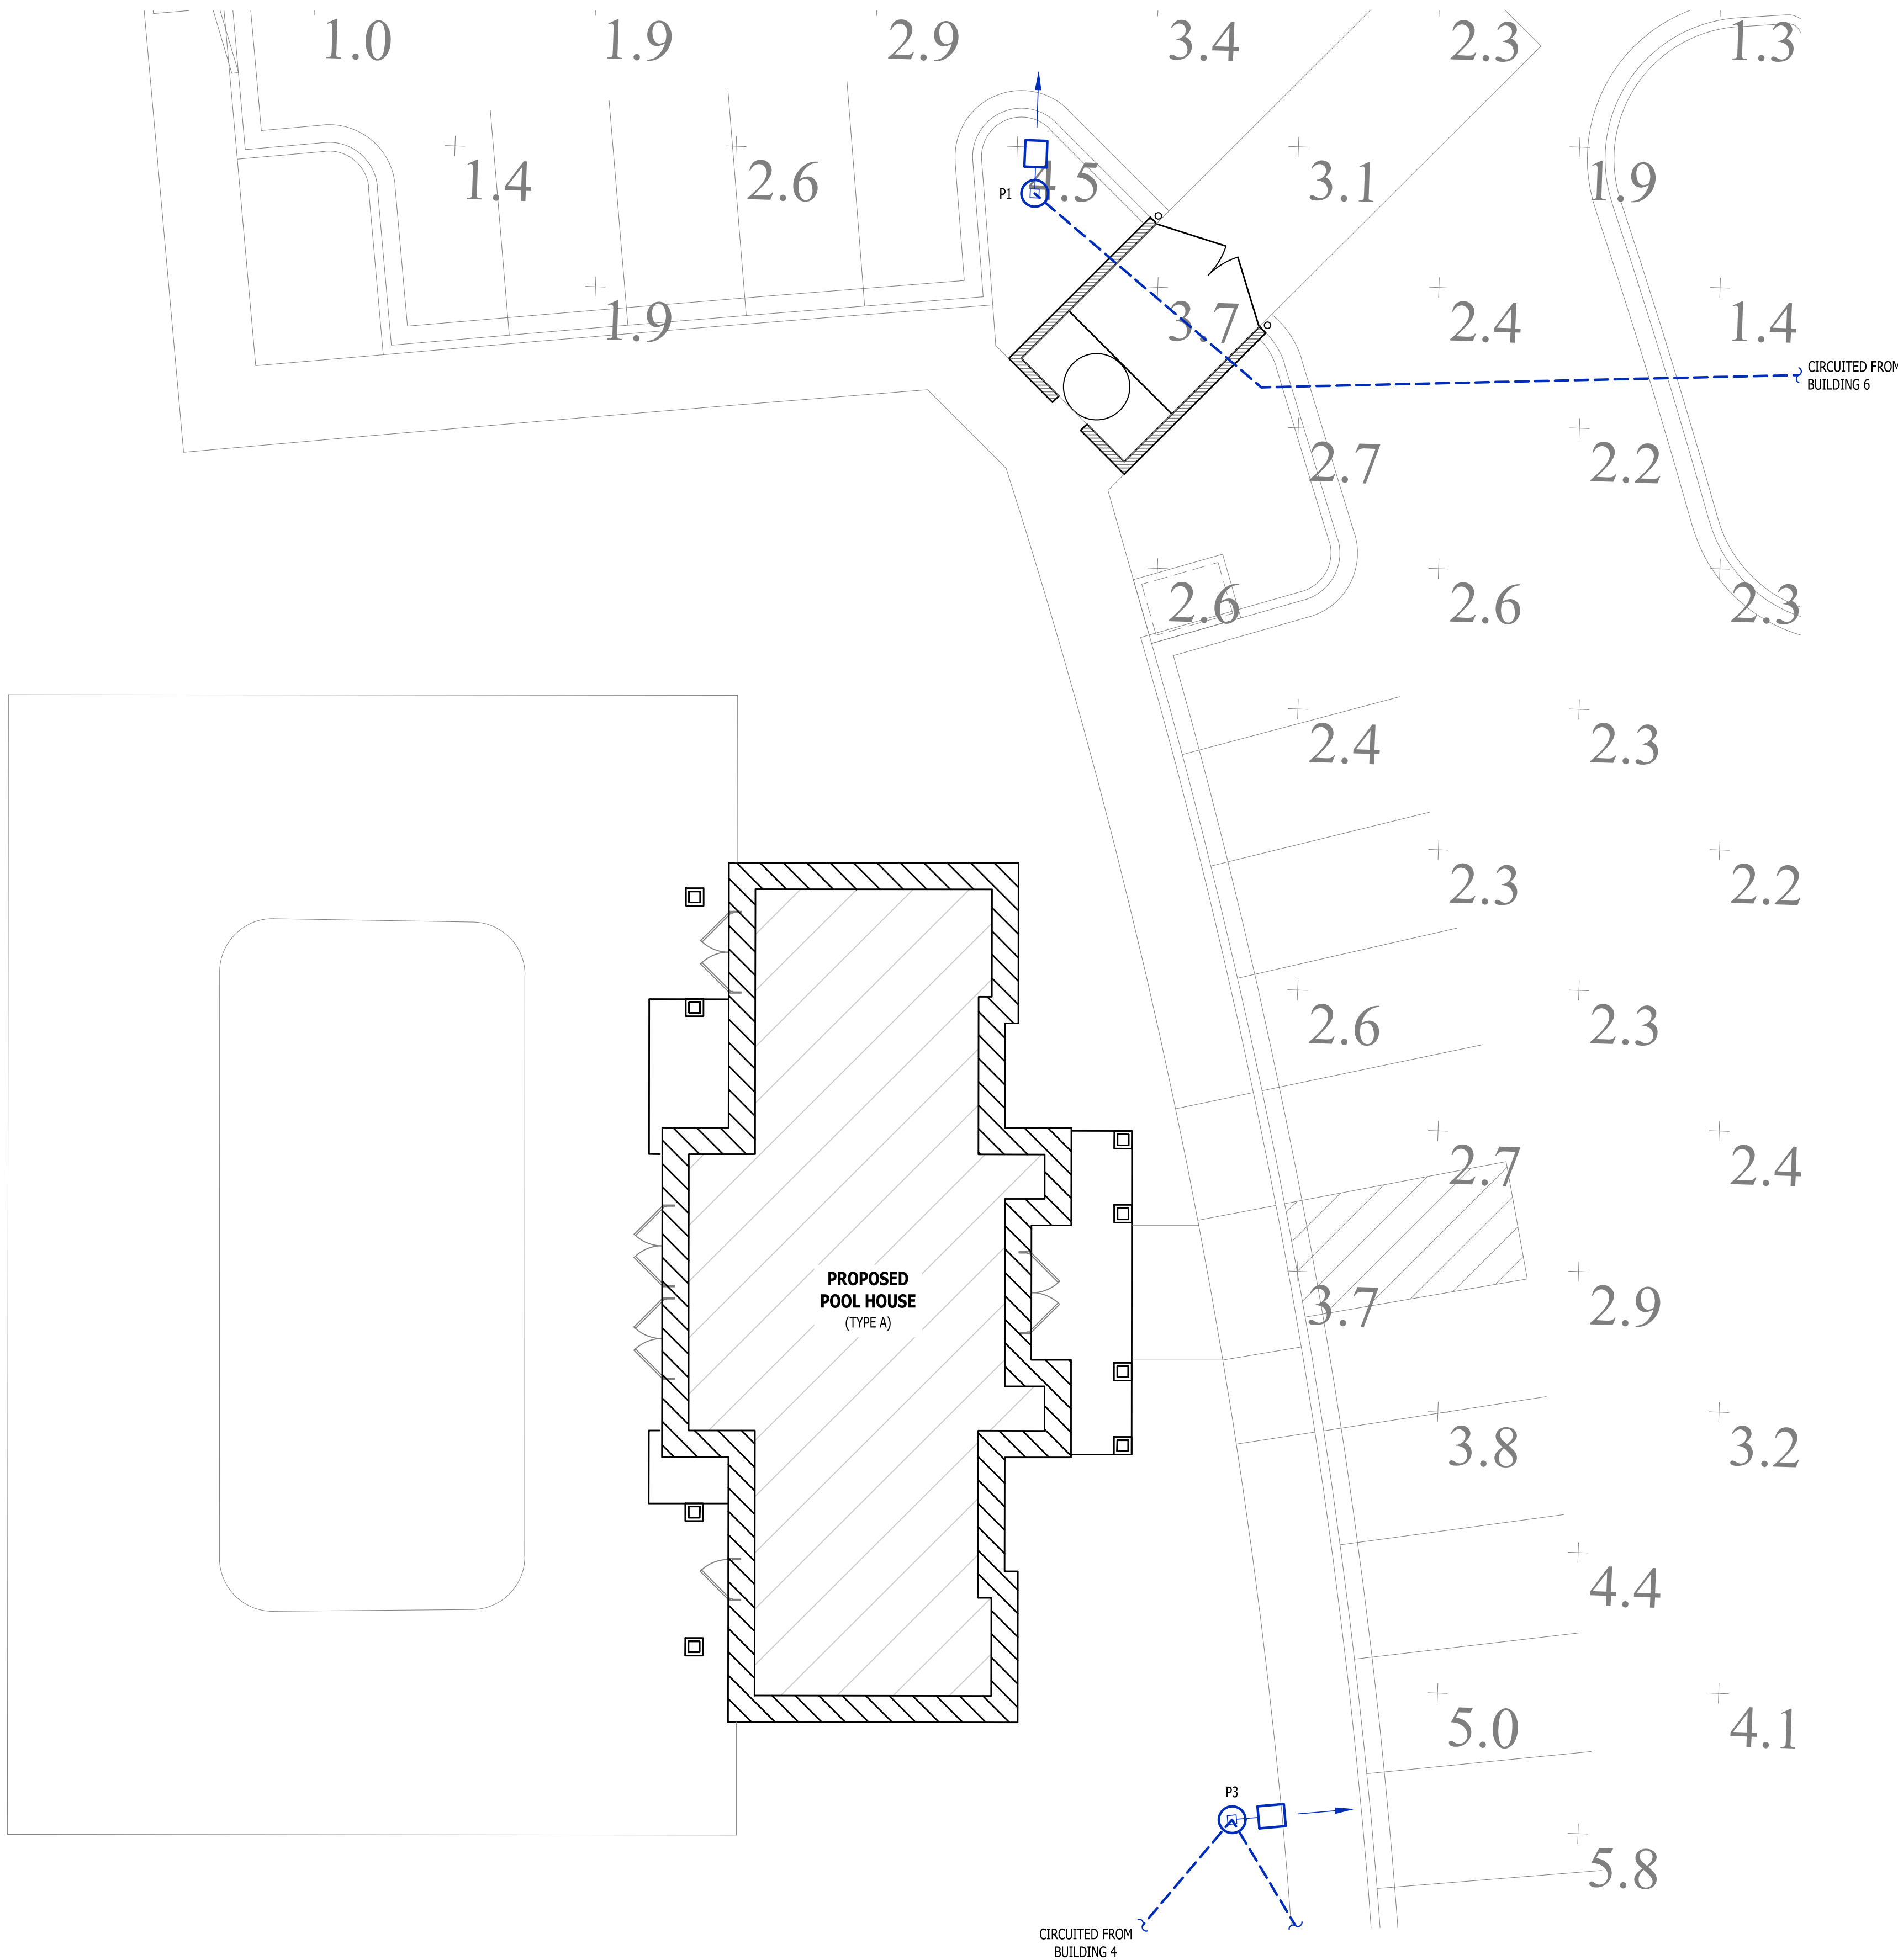 1.0 1.9 2.9 3.4 2.3 1.3
1.4 2.6 4.5 3.1 1.9
P1
1.9 3.7 2.4 1.4
CIRCUITED FROM
BUILDING 6
2.7 2.2
2.6 2.6 2.3
2.4 2.3
2.3 2.2
2.6 2.3
2.7 2.4
PROPOSED
POOL HOUSE
(TYPE A)
3.7 2.9
3.8 3.2
4.4
5.0 4.1
P3
5.8
CIRCUITED FROM
BUILDING 4